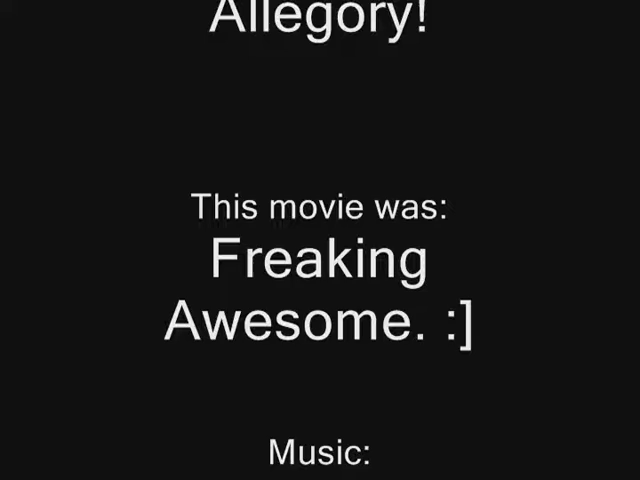 Allegory!
This movie was:
Freaking
Awesome. :]
Music: